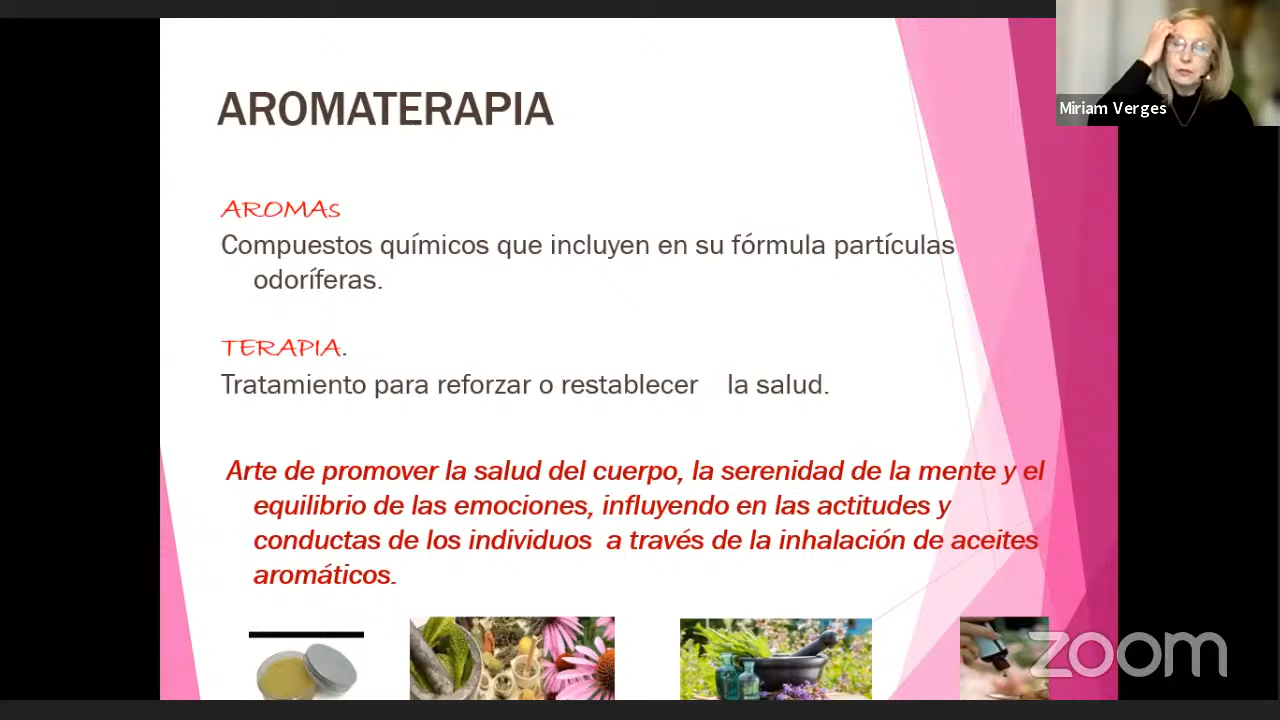 AROMATERAPIA
Miriam Verges
AROMAs
Compuestos químicos que incluyen en su fórmula partículas
odoríferas.
TERAPIA.
Tratamiento para reforzar o restablecer    la salud.
Arte de promover la salud del cuerpo, la serenidad de la mente y el
equilibrio de las emociones, influyendo en las actitudes y
conductas de los individuos  a través de la inhalación de aceites
aromáticos.
zoom